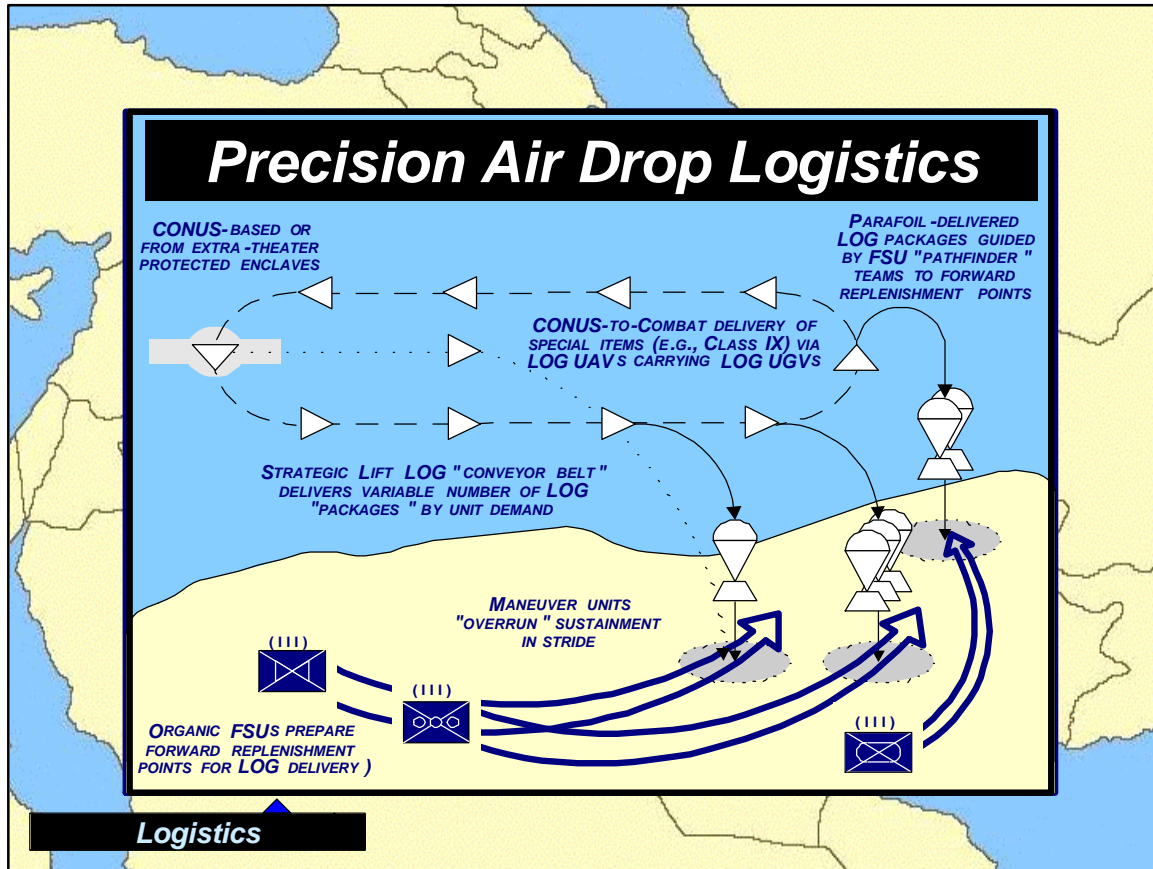 Precision Air Drop Logistics
CONUS-BASED OR
FROM EXTRA-THEATER
PROTECTED ENCLAVES
PARAFOIL-DELIVERED
LOG PACKAGES GUIDED
BY FSU "PATHFINDER"
TEAMS TO FORWARD
REPLENISHMENT POINTS
CONUS-TO-COMBAT DELIVERY OF
SPECIAL ITEMS (E.G., CLASS IX) VIA
LOG UAVS CARRYING LOG UGVS
STRATEGIC LIFT LOG "CONVEYOR BELT"
DELIVERS VARIABLE NUMBER OF LOG
"PACKAGES" BY UNIT DEMAND
MANEUVER UNITS
"OVERRUN" SUSTAINMENT
IN STRIDE
(III)
(III)
(III)
ORGANIC FSUS PREPARE
FORWARD REPLENISHMENT
POINTS FOR LOG DELIVERY)
Logistics